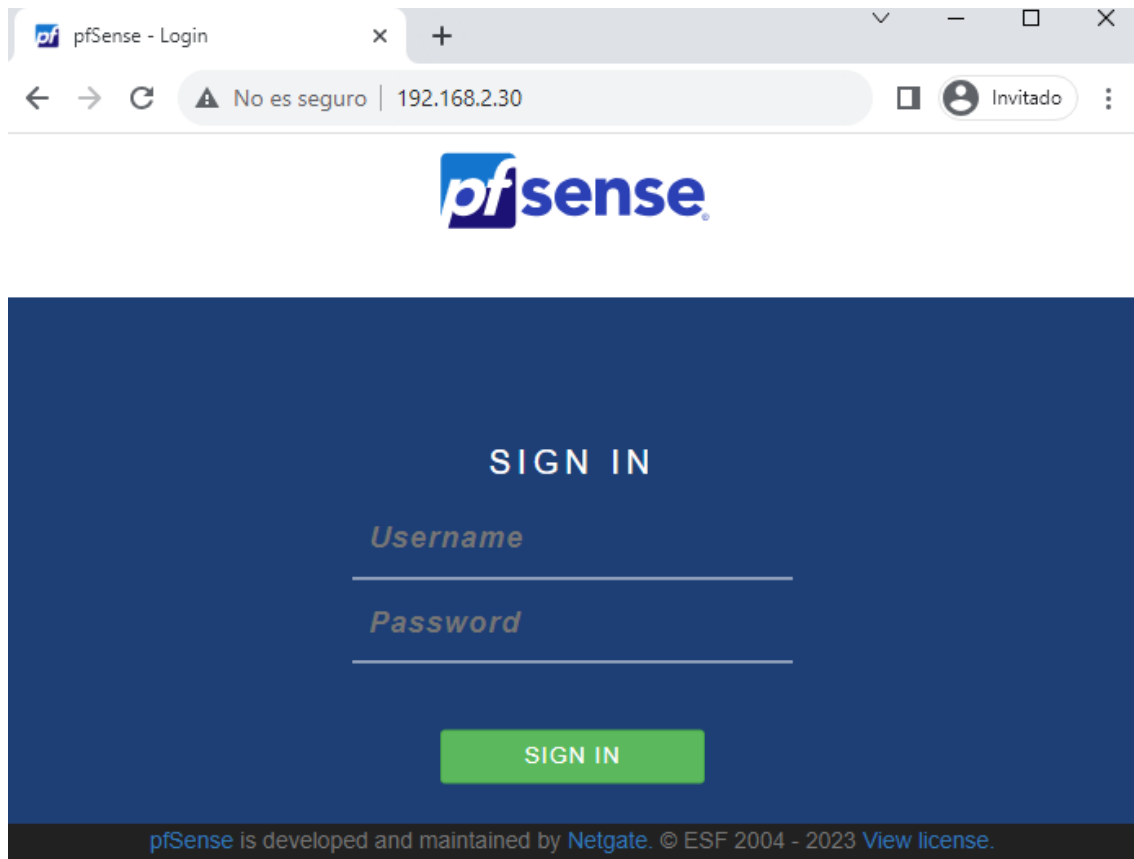 pfSense - Login
No es seguro | 192.168.2.30
Invitado
pfsense®
SIGN IN
Username
Password
SIGN IN
pfSense is developed and maintained by Netgate. © ESF 2004 - 2023 View license.